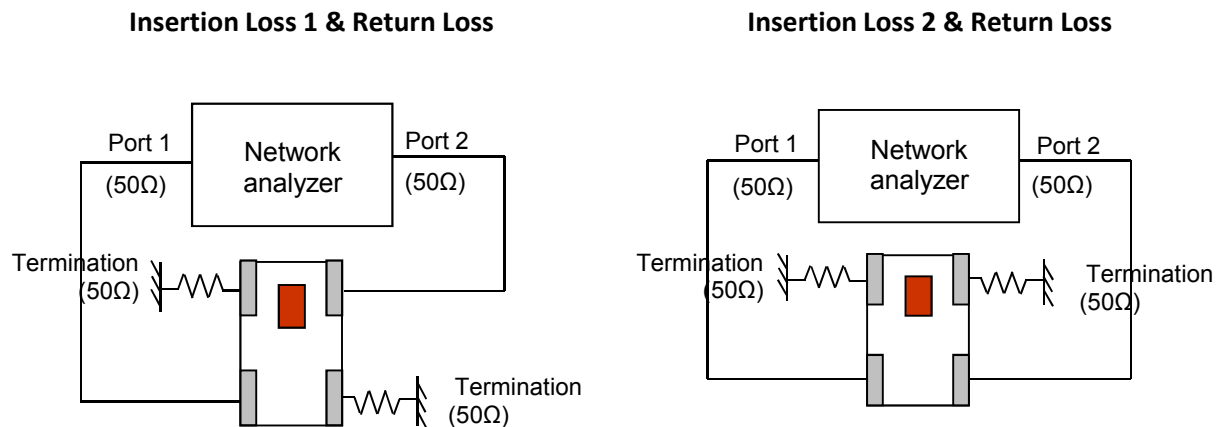 Insertion Loss 1 & Return Loss
Port 1
(50Ω)
Network
analyzer
Port 2
(50Ω)
Termination
(50Ω)
Termination
(50Ω)
Insertion Loss 2 & Return Loss
Port 1
(50Ω)
Network
analyzer
Port 2
(50Ω)
Termination
(50Ω)
Termination
(50Ω)